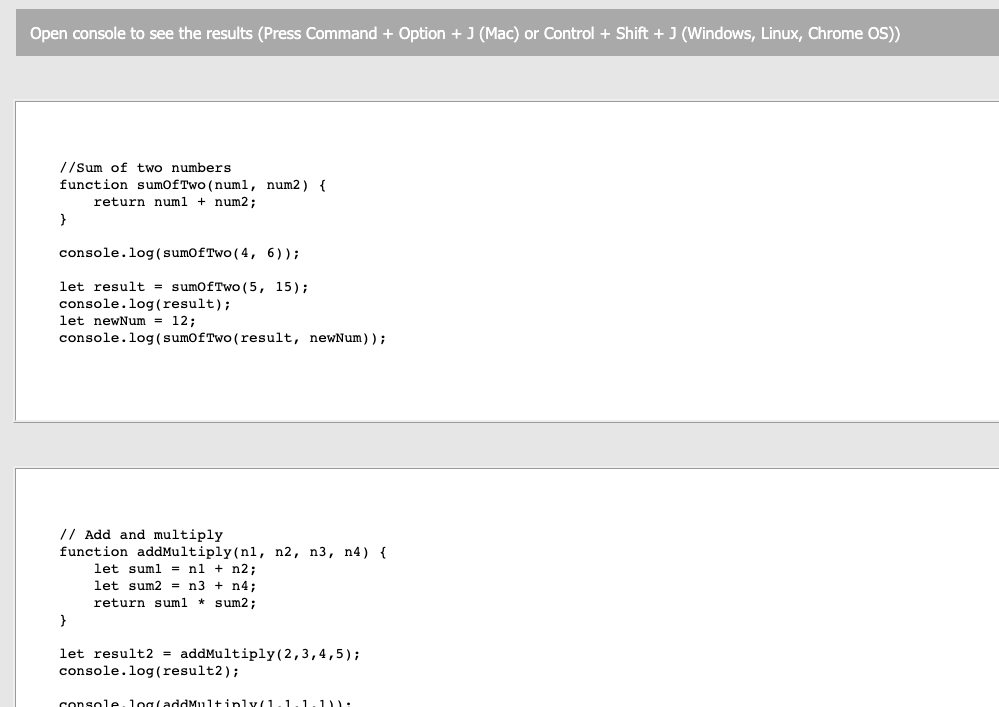 Open console to see the results (Press Command + Option + J (Mac) or Control + Shift + J (Windows, Linux, Chrome OS))
//Sum of two numbers
function sumOfTwo(num1, num2) {
    return num1 + num2;
}
console.log(sumOfTwo(4, 6));
let result = sumOfTwo(5, 15);
console.log(result);
let newNum = 12;
console.log(sumOfTwo(result, newNum));
// Add and multiply
function addMultiply(n1, n2, n3, n4) {
    let sum1 = n1 + n2;
    let sum2 = n3 + n4;
    return sum1 * sum2;
}
let result2 = addMultiply(2,3,4,5);
console.log(result2);
console.log(addMultiply(1,1,1,1));